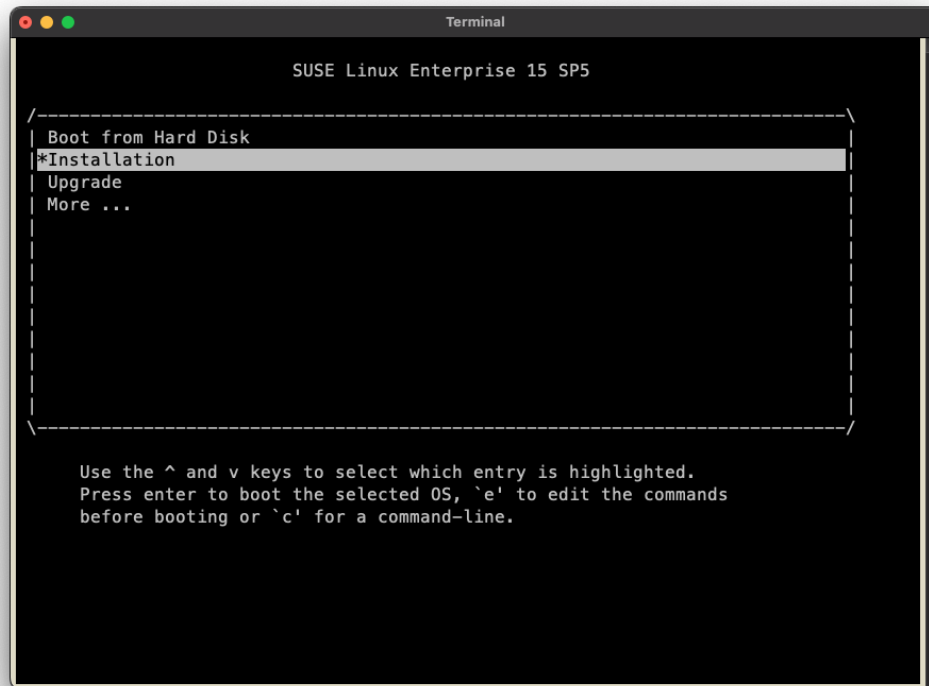 Terminal
SUSE Linux Enterprise 15 SP5
/----------------------------------------------------------------------------\
| Boot from Hard Disk |
|*Installation |
| Upgrade |
| More ... |
\----------------------------------------------------------------------------/
Use the ^ and v keys to select which entry is highlighted.
Press enter to boot the selected OS, `e' to edit the commands
before booting or `c' for a command-line.